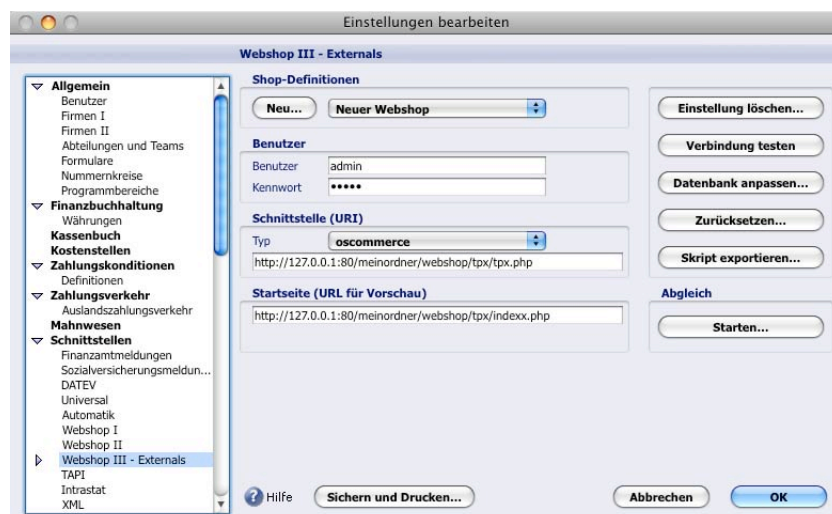 Einstellungen bearbeiten
Webshop III - Externals
Allgemein
Benutzer
Firmen I
Firmen II
Abteilungen und Teams
Formulare
Nummernkreise
Programmbereiche
Finanzbuchhaltung
Währungen
Kassenbuch
Kostenstellen
Zahlungskonditionen
Definitionen
Zahlungsverkehr
Auslandszahlungsverkehr
Mahnwesen
Schnittstellen
Finanzamtmeldungen
Sozialversicherungsmeldun...
DATEV
Universal
Automatik
Webshop I
Webshop II
Webshop III - Externals
TAPI
Intrastat
XML
Shop-Definitionen
Neu... Neuer Webshop
Benutzer
Benutzer admin
Kennwort •••••
Schnittstelle (URI)
Typ oscommerce
http://127.0.0.1:80/meinordner/webshop/tpx/tpx.php
Startseite (URL für Vorschau)
http://127.0.0.1:80/meinordner/webshop/tpx/indexx.php
Einstellung löschen...
Verbindung testen
Datenbank anpassen...
Zurücksetzen...
Skript exportieren...
Abgleich
Starten...
Hilfe Sichern und Drucken... Abbrechen OK